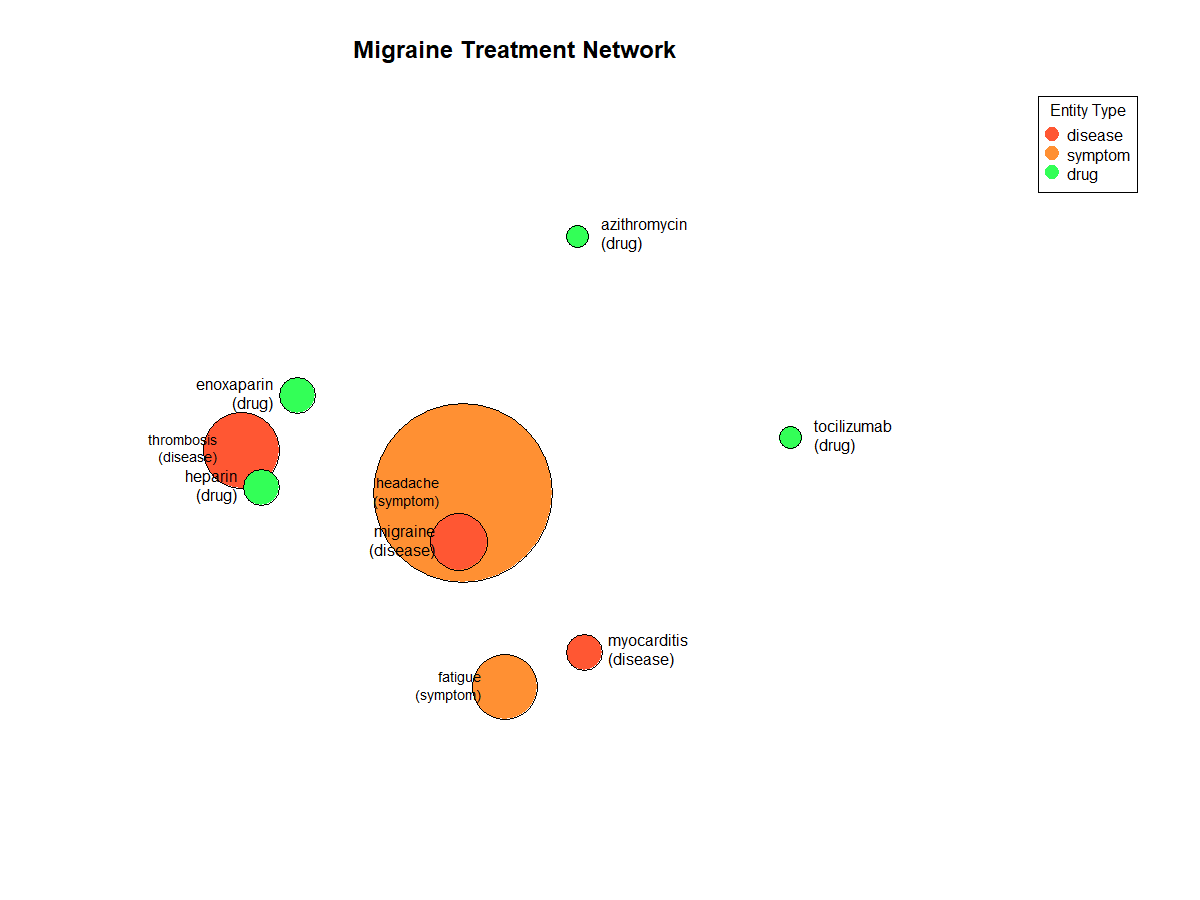 Migraine Treatment Network
Entity Type
disease
symptom
drug
azithromycin
(drug)
enoxaparin
(drug)
tocilizumab
(drug)
thrombosis
(disease)
heparin
(drug)
headache
(symptom)
migraine
(disease)
myocarditis
(disease)
fatigue
(symptom)